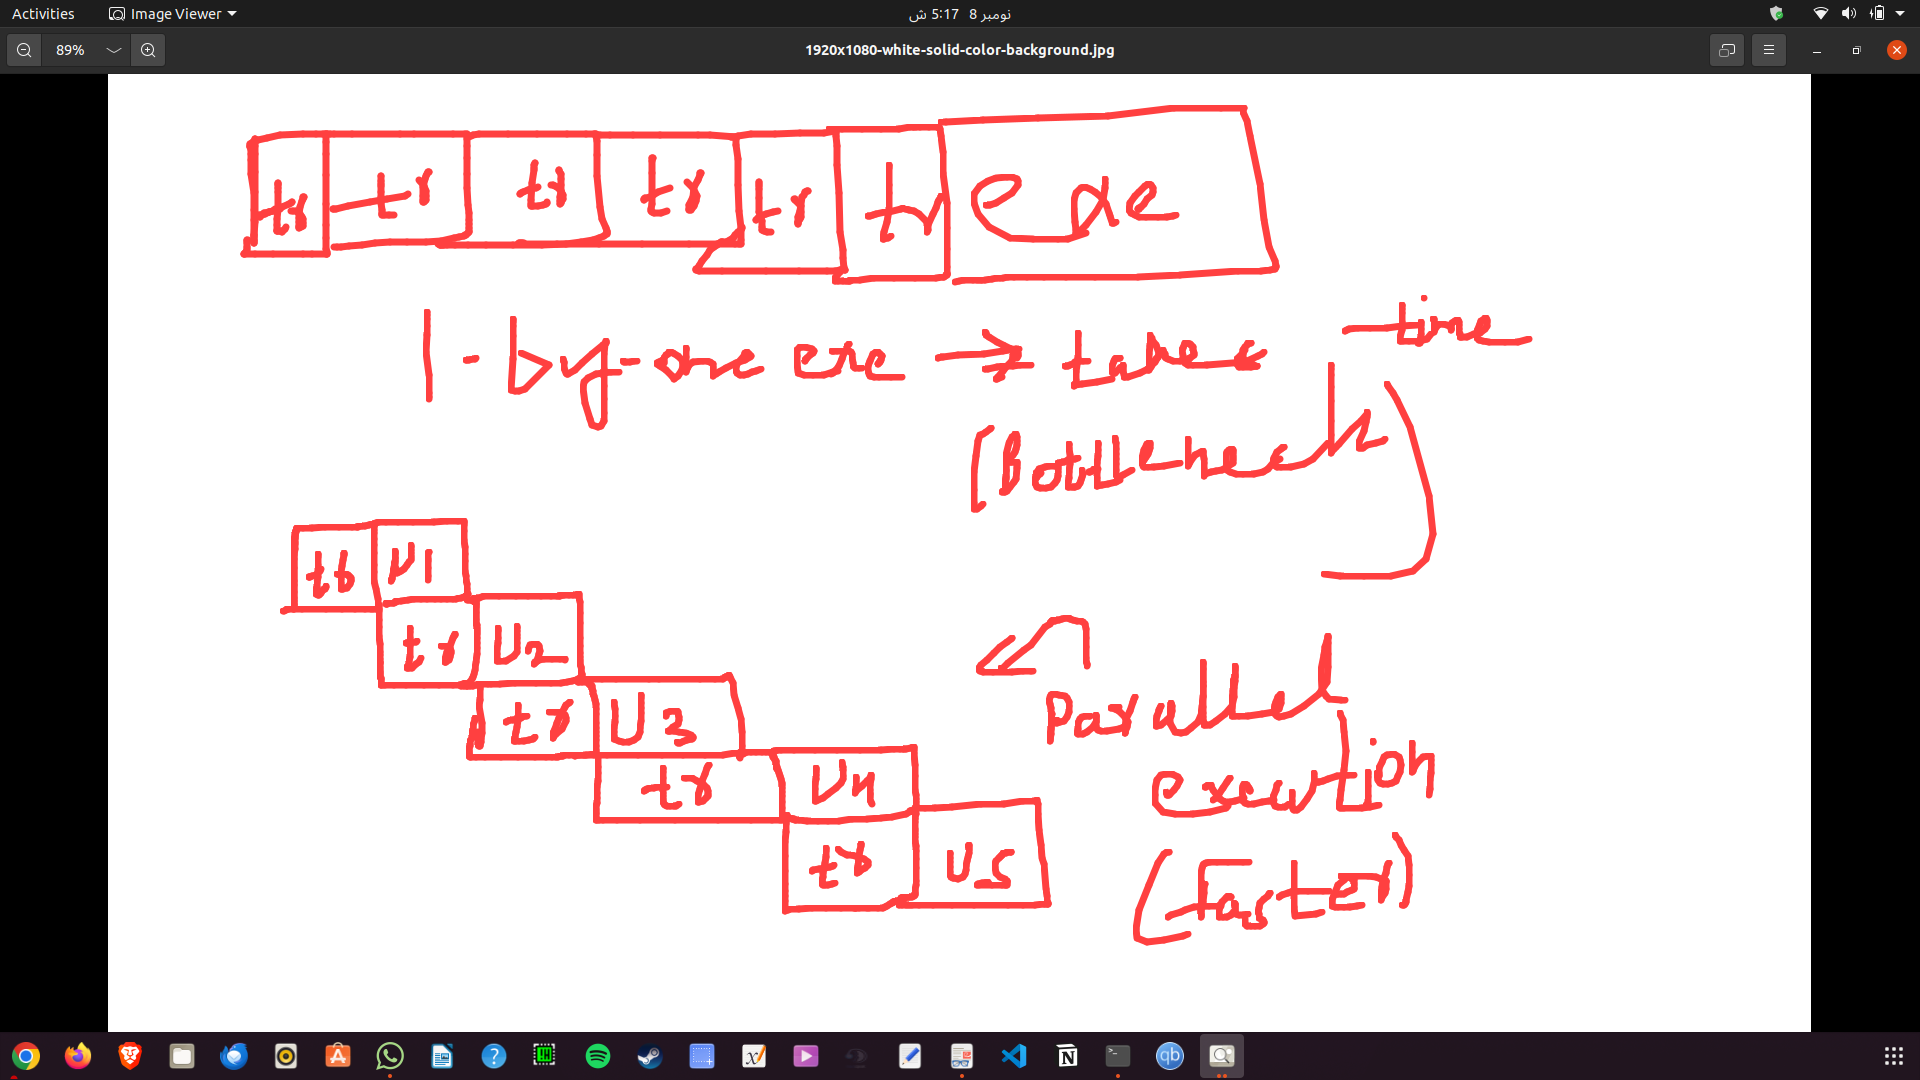 Activities Image Viewer نومبر 8 5:17 ش
89% 1920x1080-white-solid-color-background.jpg
tr tr tr tr tr tr exe
1-by-one exe → takes time
(Bottleneck)
tr U1
tr U2
tr U3
tr U4
tr U5
Parallel
execution
(Faster)